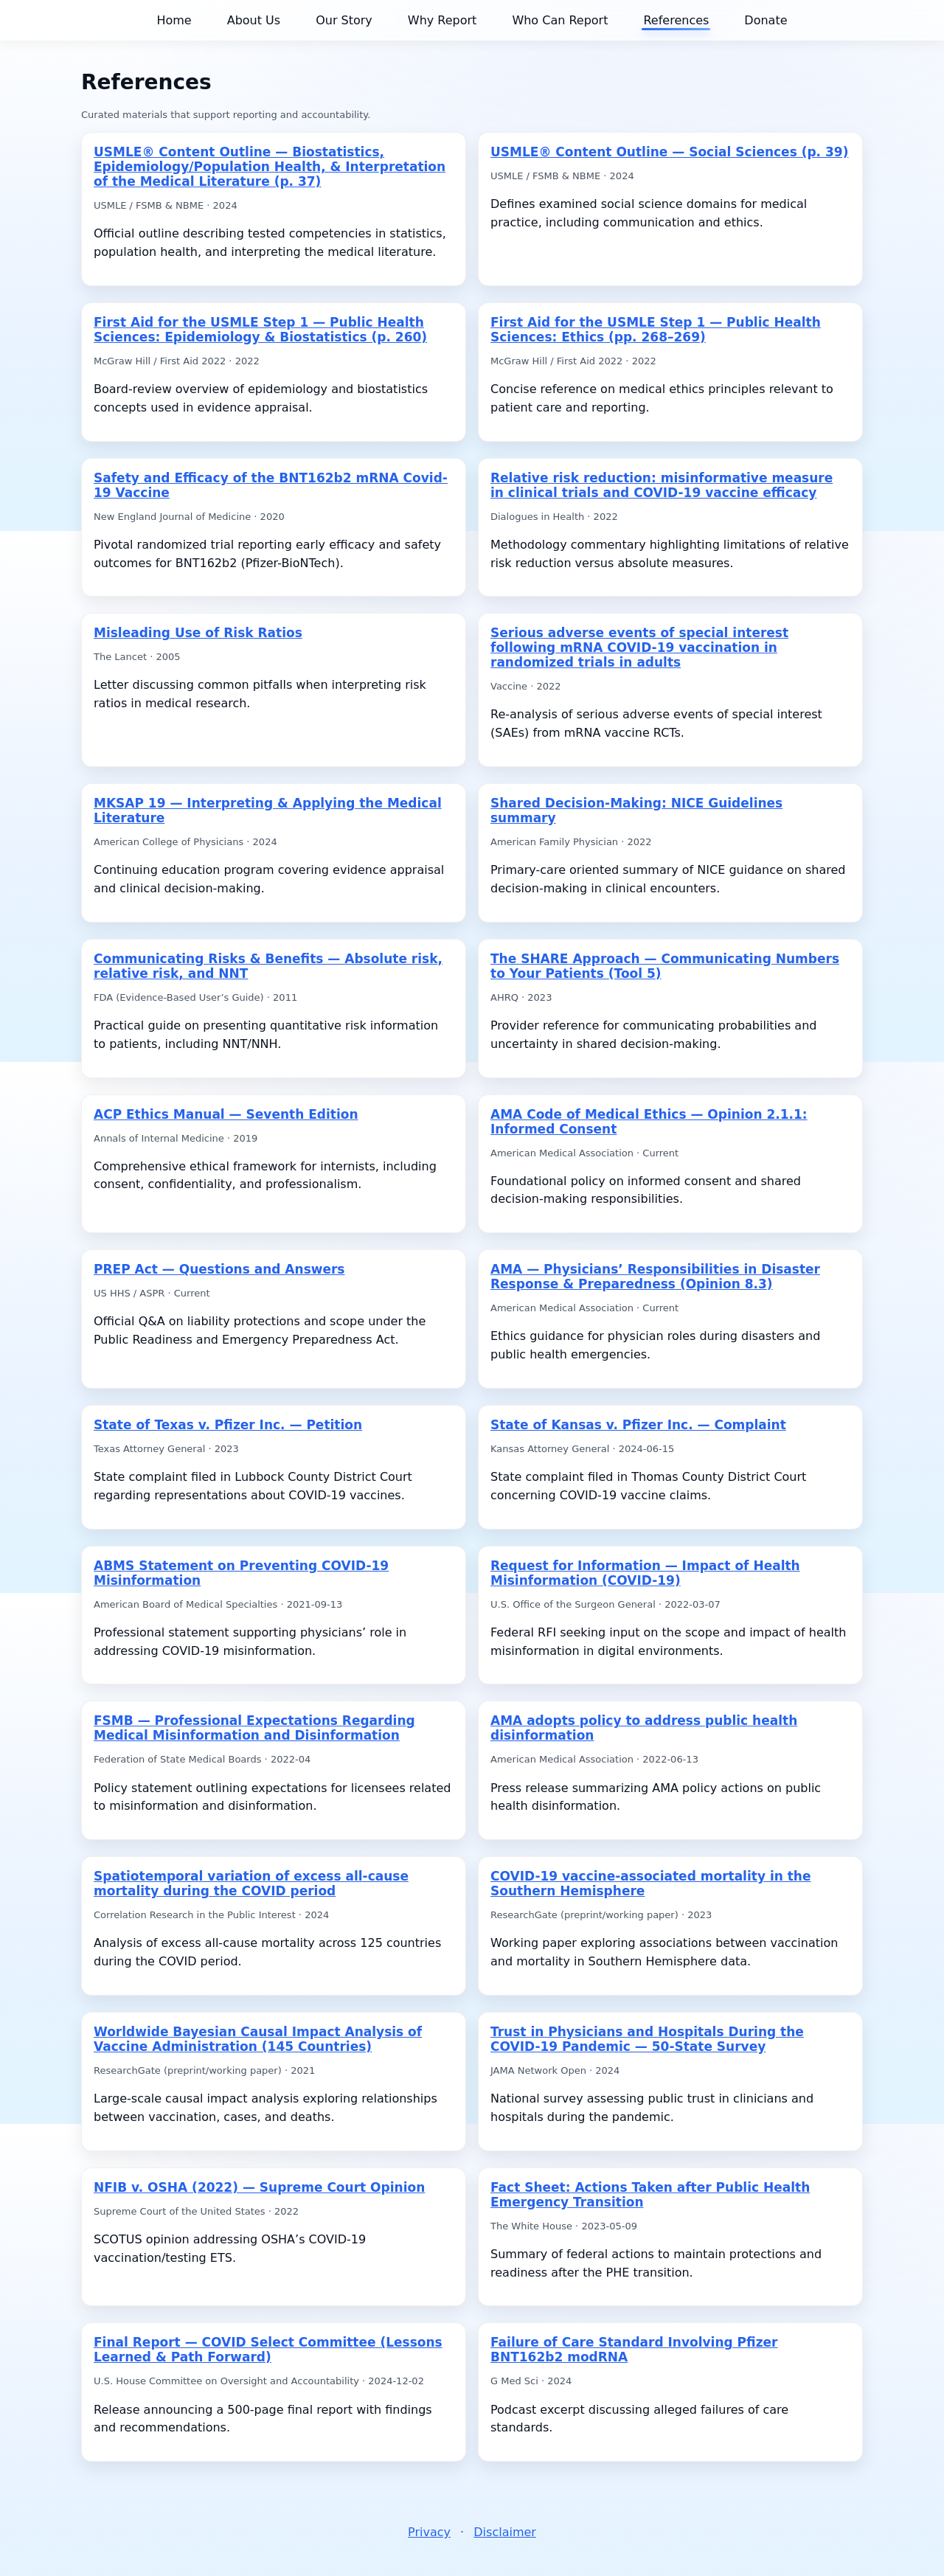 Home About Us Our Story Why Report Who Can Report References Donate
References
Curated materials that support reporting and accountability.
USMLE® Content Outline — Biostatistics,
Epidemiology/Population Health, & Interpretation
of the Medical Literature (p. 37)
USMLE / FSMB & NBME · 2024
Official outline describing tested competencies in statistics,
population health, and interpreting the medical literature.
USMLE® Content Outline — Social Sciences (p. 39)
USMLE / FSMB & NBME · 2024
Defines examined social science domains for medical
practice, including communication and ethics.
First Aid for the USMLE Step 1 — Public Health
Sciences: Epidemiology & Biostatistics (p. 260)
McGraw Hill / First Aid 2022 · 2022
Board-review overview of epidemiology and biostatistics
concepts used in evidence appraisal.
First Aid for the USMLE Step 1 — Public Health
Sciences: Ethics (pp. 268–269)
McGraw Hill / First Aid 2022 · 2022
Concise reference on medical ethics principles relevant to
patient care and reporting.
Safety and Efficacy of the BNT162b2 mRNA Covid-
19 Vaccine
New England Journal of Medicine · 2020
Pivotal randomized trial reporting early efficacy and safety
outcomes for BNT162b2 (Pfizer-BioNTech).
Relative risk reduction: misinformative measure
in clinical trials and COVID-19 vaccine efficacy
Dialogues in Health · 2022
Methodology commentary highlighting limitations of relative
risk reduction versus absolute measures.
Misleading Use of Risk Ratios
The Lancet · 2005
Letter discussing common pitfalls when interpreting risk
ratios in medical research.
Serious adverse events of special interest
following mRNA COVID-19 vaccination in
randomized trials in adults
Vaccine · 2022
Re-analysis of serious adverse events of special interest
(SAEs) from mRNA vaccine RCTs.
MKSAP 19 — Interpreting & Applying the Medical
Literature
American College of Physicians · 2024
Continuing education program covering evidence appraisal
and clinical decision-making.
Shared Decision-Making: NICE Guidelines
summary
American Family Physician · 2022
Primary-care oriented summary of NICE guidance on shared
decision-making in clinical encounters.
Communicating Risks & Benefits — Absolute risk,
relative risk, and NNT
FDA (Evidence-Based User’s Guide) · 2011
Practical guide on presenting quantitative risk information
to patients, including NNT/NNH.
The SHARE Approach — Communicating Numbers
to Your Patients (Tool 5)
AHRQ · 2023
Provider reference for communicating probabilities and
uncertainty in shared decision-making.
ACP Ethics Manual — Seventh Edition
Annals of Internal Medicine · 2019
Comprehensive ethical framework for internists, including
consent, confidentiality, and professionalism.
AMA Code of Medical Ethics — Opinion 2.1.1:
Informed Consent
American Medical Association · Current
Foundational policy on informed consent and shared
decision-making responsibilities.
PREP Act — Questions and Answers
US HHS / ASPR · Current
Official Q&A on liability protections and scope under the
Public Readiness and Emergency Preparedness Act.
AMA — Physicians’ Responsibilities in Disaster
Response & Preparedness (Opinion 8.3)
American Medical Association · Current
Ethics guidance for physician roles during disasters and
public health emergencies.
State of Texas v. Pfizer Inc. — Petition
Texas Attorney General · 2023
State complaint filed in Lubbock County District Court
regarding representations about COVID-19 vaccines.
State of Kansas v. Pfizer Inc. — Complaint
Kansas Attorney General · 2024-06-15
State complaint filed in Thomas County District Court
concerning COVID-19 vaccine claims.
ABMS Statement on Preventing COVID-19
Misinformation
American Board of Medical Specialties · 2021-09-13
Professional statement supporting physicians’ role in
addressing COVID-19 misinformation.
Request for Information — Impact of Health
Misinformation (COVID-19)
U.S. Office of the Surgeon General · 2022-03-07
Federal RFI seeking input on the scope and impact of health
misinformation in digital environments.
FSMB — Professional Expectations Regarding
Medical Misinformation and Disinformation
Federation of State Medical Boards · 2022-04
Policy statement outlining expectations for licensees related
to misinformation and disinformation.
AMA adopts policy to address public health
disinformation
American Medical Association · 2022-06-13
Press release summarizing AMA policy actions on public
health disinformation.
Spatiotemporal variation of excess all-cause
mortality during the COVID period
Correlation Research in the Public Interest · 2024
Analysis of excess all-cause mortality across 125 countries
during the COVID period.
COVID-19 vaccine-associated mortality in the
Southern Hemisphere
ResearchGate (preprint/working paper) · 2023
Working paper exploring associations between vaccination
and mortality in Southern Hemisphere data.
Worldwide Bayesian Causal Impact Analysis of
Vaccine Administration (145 Countries)
ResearchGate (preprint/working paper) · 2021
Large-scale causal impact analysis exploring relationships
between vaccination, cases, and deaths.
Trust in Physicians and Hospitals During the
COVID-19 Pandemic — 50-State Survey
JAMA Network Open · 2024
National survey assessing public trust in clinicians and
hospitals during the pandemic.
NFIB v. OSHA (2022) — Supreme Court Opinion
Supreme Court of the United States · 2022
SCOTUS opinion addressing OSHA’s COVID-19
vaccination/testing ETS.
Fact Sheet: Actions Taken after Public Health
Emergency Transition
The White House · 2023-05-09
Summary of federal actions to maintain protections and
readiness after the PHE transition.
Final Report — COVID Select Committee (Lessons
Learned & Path Forward)
U.S. House Committee on Oversight and Accountability · 2024-12-02
Release announcing a 500-page final report with findings
and recommendations.
Failure of Care Standard Involving Pfizer
BNT162b2 modRNA
G Med Sci · 2024
Podcast excerpt discussing alleged failures of care
standards.
Privacy · Disclaimer